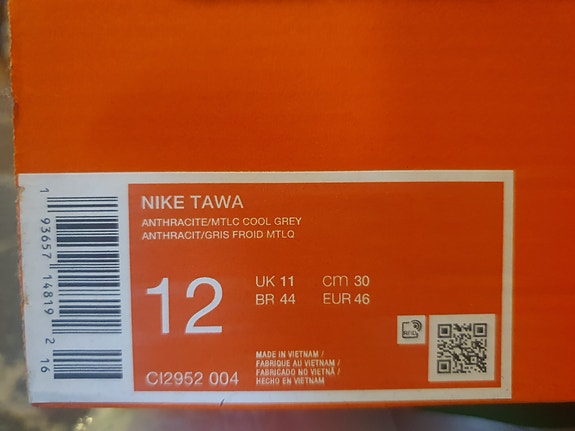 NIKE TAWA
ANTHRACITE/MTLC COOL GREY
ANTHRACIT/GRIS FROID MTLQ
12
UK 11 cm 30
BR 44 EUR 46
CI2952 004
MADE IN VIETNAM /
FABRIQUE AU VIETNAM /
FABRICADO NO VIETNÃ /
HECHO EN VIETNAM
RFID
1 93657 14819 2 16